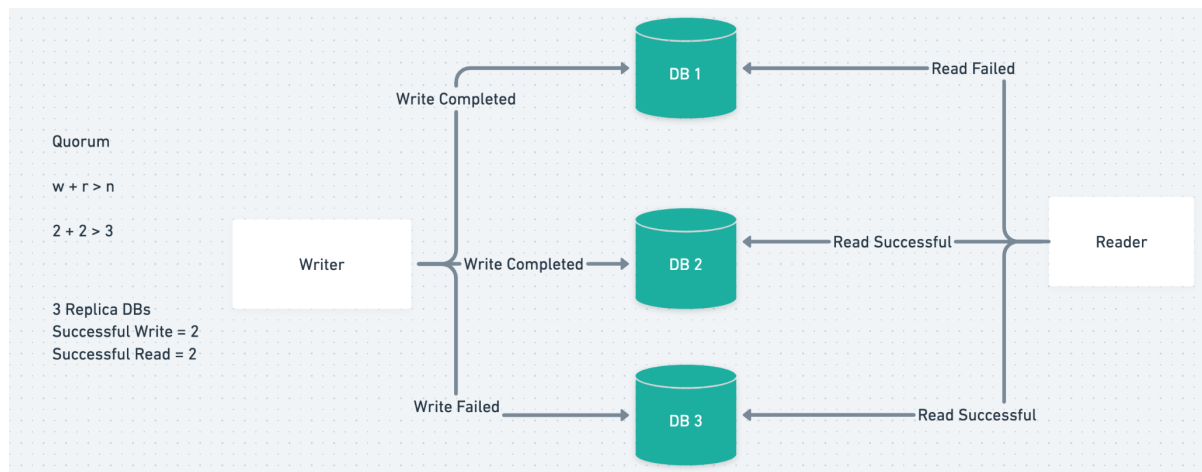 Quorum
w + r > n
2 + 2 > 3
3 Replica DBs
Successful Write = 2
Successful Read = 2
Writer
Write Completed
Write Completed
Write Failed
DB 1
DB 2
DB 3
Read Failed
Read Successful
Read Successful
Reader